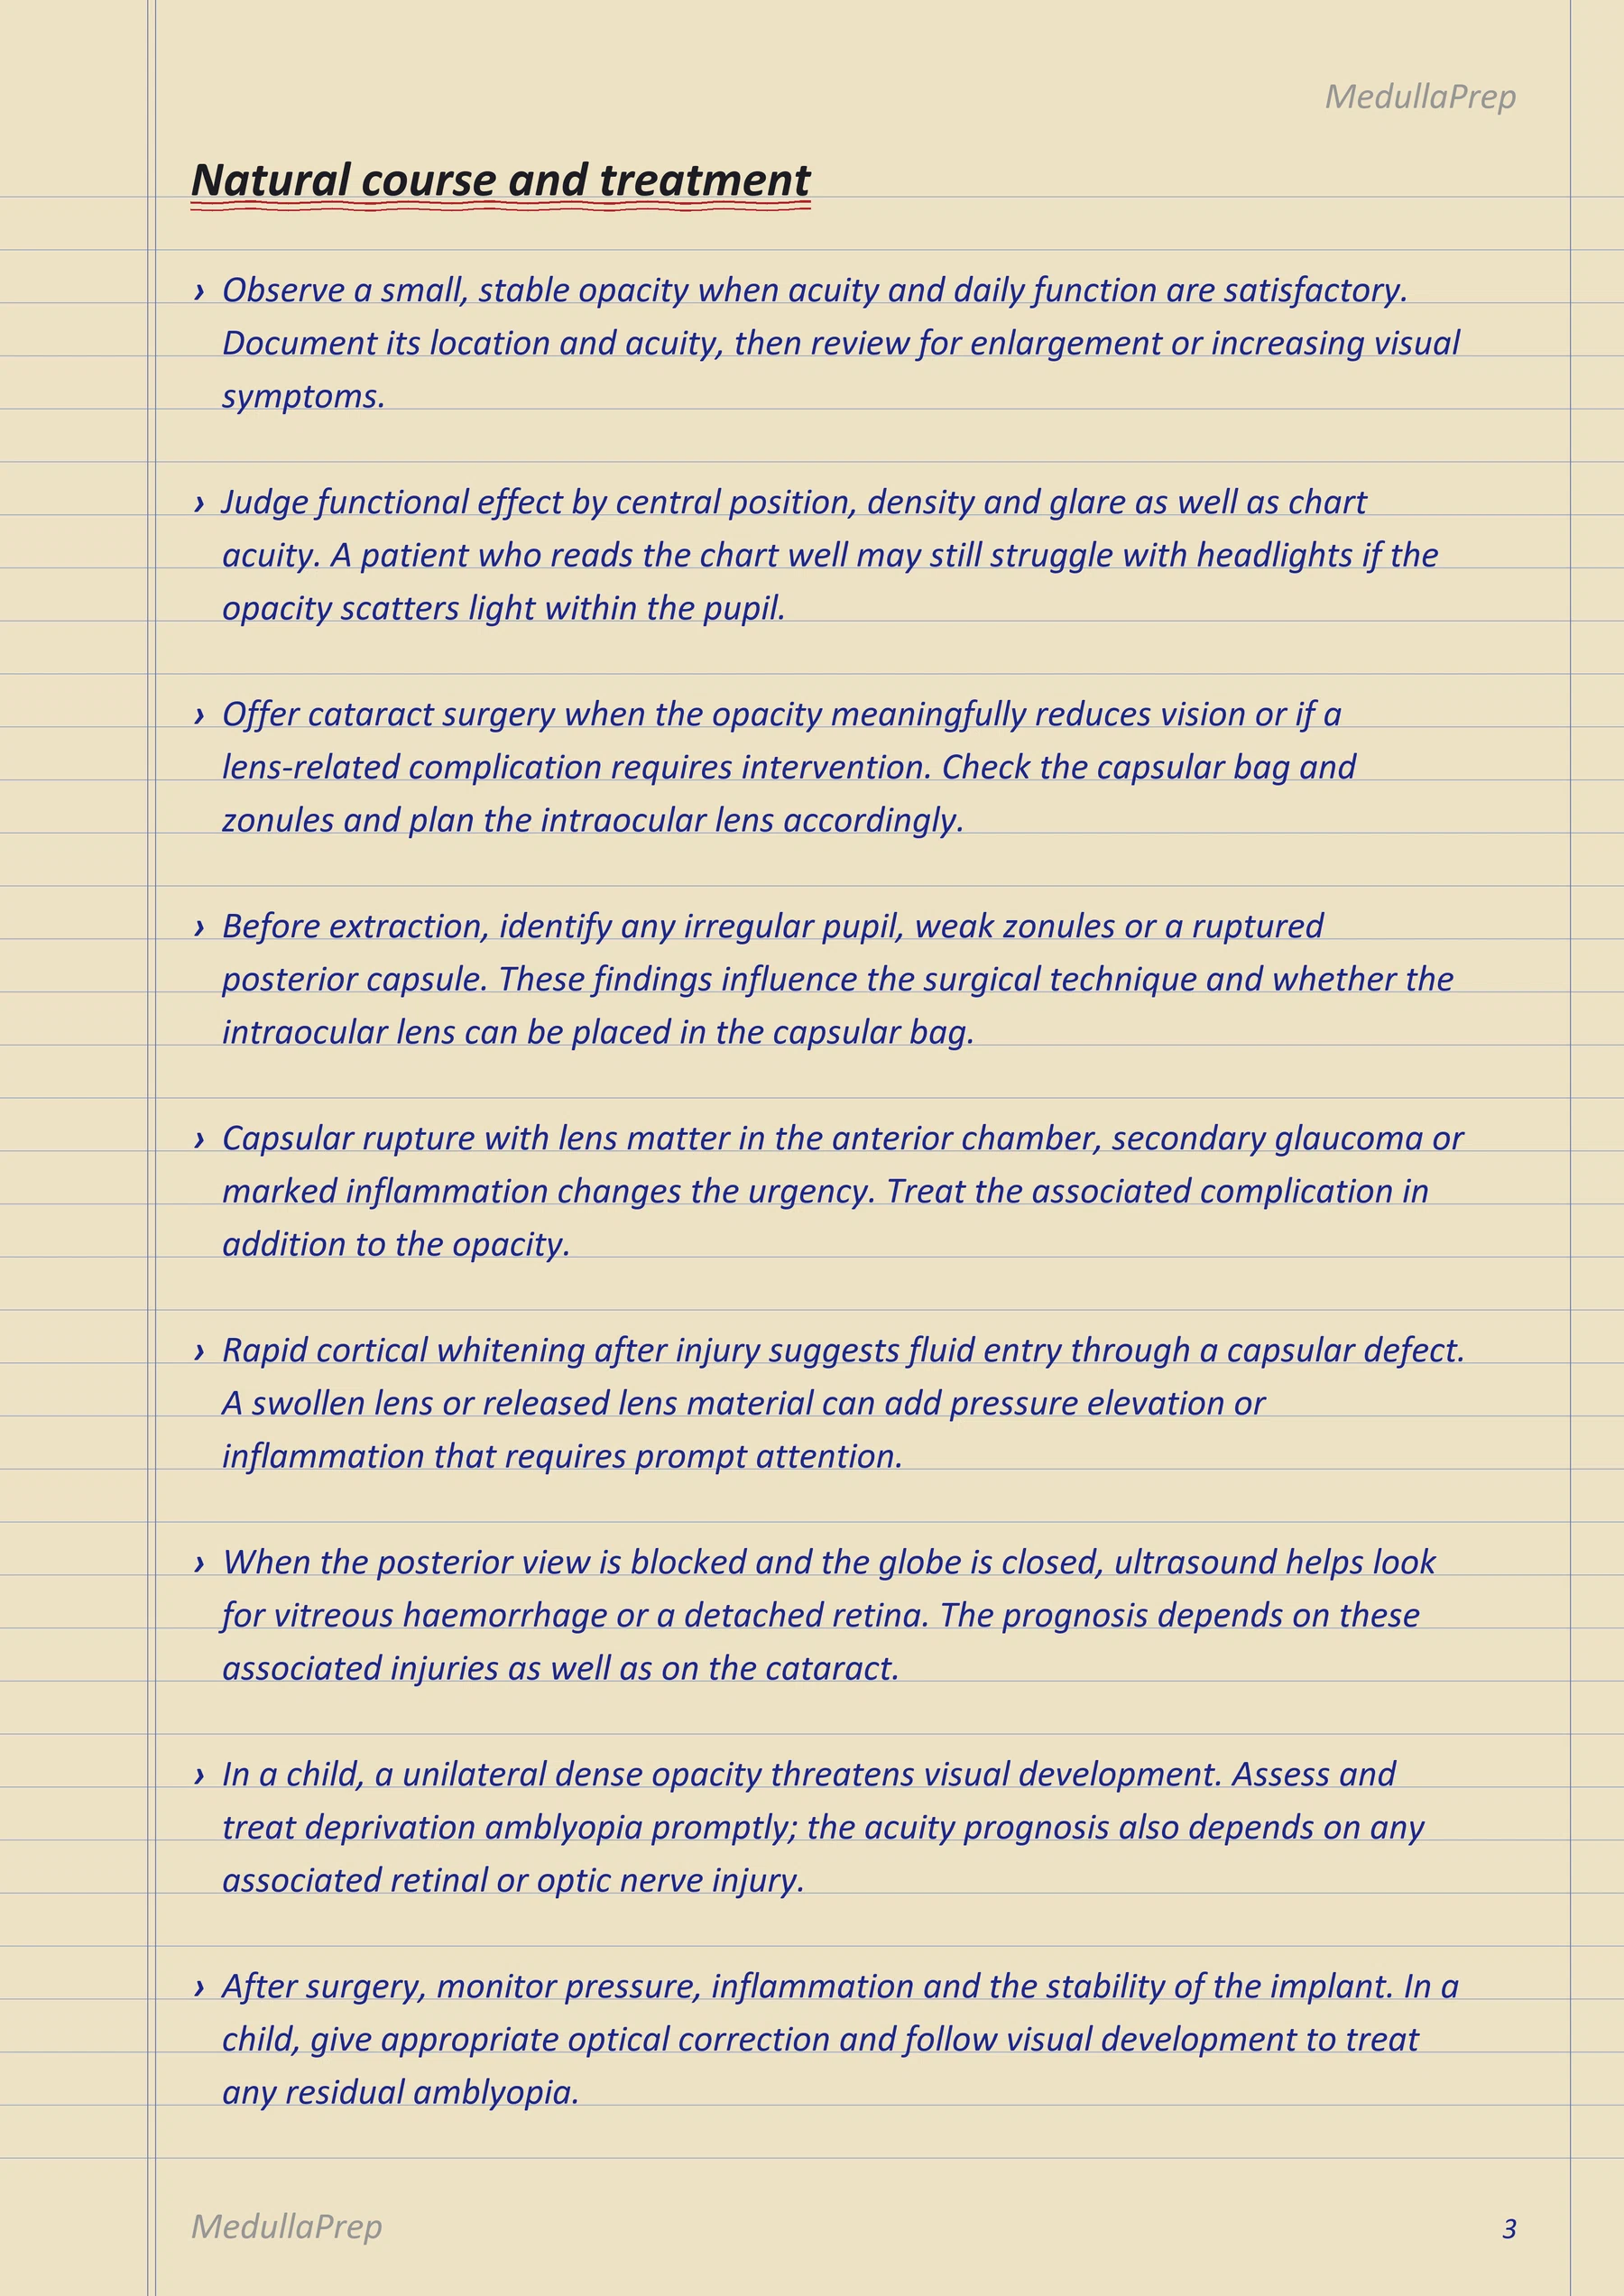 MedullaPrep
Natural course and treatment
› Observe a small, stable opacity when acuity and daily function are satisfactory.
Document its location and acuity, then review for enlargement or increasing visual
symptoms.
› Judge functional effect by central position, density and glare as well as chart
acuity. A patient who reads the chart well may still struggle with headlights if the
opacity scatters light within the pupil.
› Offer cataract surgery when the opacity meaningfully reduces vision or if a
lens-related complication requires intervention. Check the capsular bag and
zonules and plan the intraocular lens accordingly.
› Before extraction, identify any irregular pupil, weak zonules or a ruptured
posterior capsule. These findings influence the surgical technique and whether the
intraocular lens can be placed in the capsular bag.
› Capsular rupture with lens matter in the anterior chamber, secondary glaucoma or
marked inflammation changes the urgency. Treat the associated complication in
addition to the opacity.
› Rapid cortical whitening after injury suggests fluid entry through a capsular defect.
A swollen lens or released lens material can add pressure elevation or
inflammation that requires prompt attention.
› When the posterior view is blocked and the globe is closed, ultrasound helps look
for vitreous haemorrhage or a detached retina. The prognosis depends on these
associated injuries as well as on the cataract.
› In a child, a unilateral dense opacity threatens visual development. Assess and
treat deprivation amblyopia promptly; the acuity prognosis also depends on any
associated retinal or optic nerve injury.
› After surgery, monitor pressure, inflammation and the stability of the implant. In a
child, give appropriate optical correction and follow visual development to treat
any residual amblyopia.
MedullaPrep
3